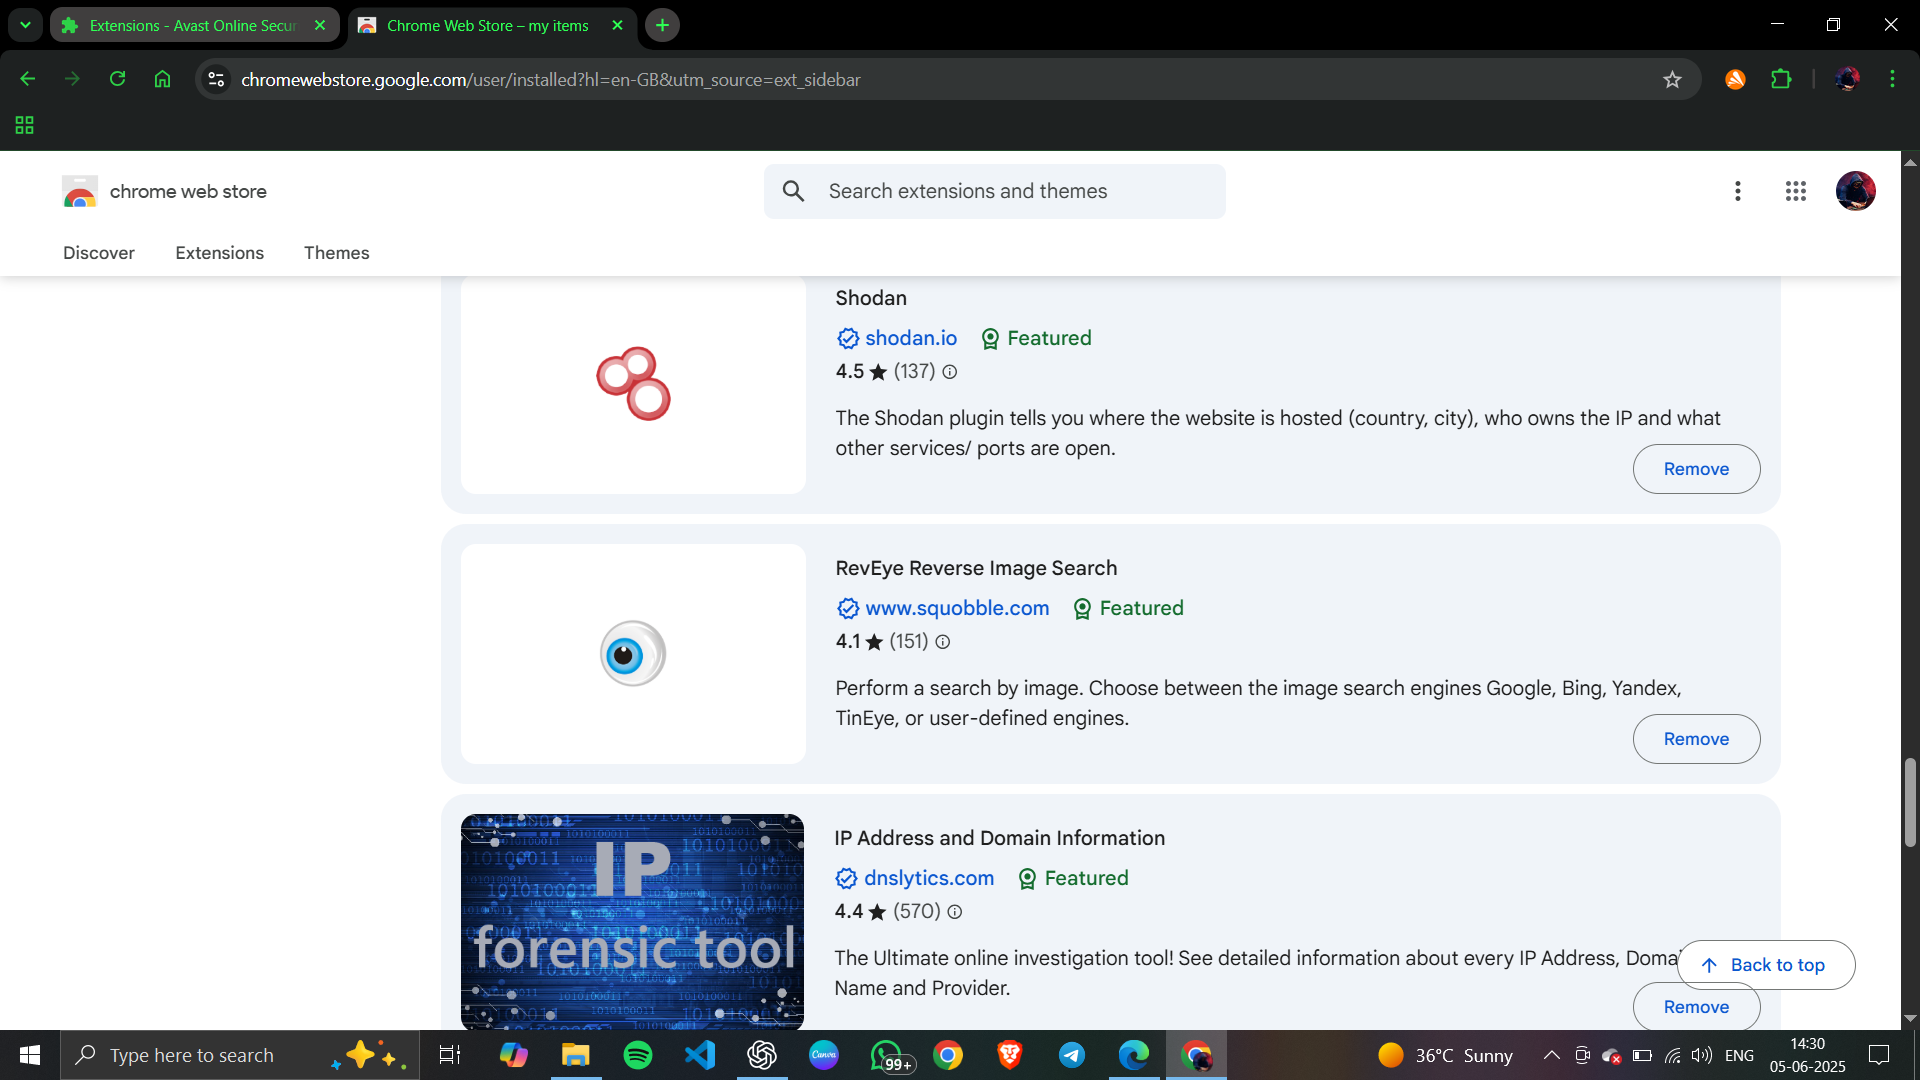 Extensions - Avast Online Secur
Chrome Web Store – my items
chromewebstore.google.com/user/installed?hl=en-GB&utm_source=ext_sidebar
chrome web store
Search extensions and themes
Discover
Extensions
Themes
Shodan
shodan.io
Featured
4.5 ★ (137)
The Shodan plugin tells you where the website is hosted (country, city), who owns the IP and what
other services/ ports are open.
Remove
RevEye Reverse Image Search
www.squobble.com
Featured
4.1 ★ (151)
Perform a search by image. Choose between the image search engines Google, Bing, Yandex,
TinEye, or user-defined engines.
Remove
IP
forensic tool
IP Address and Domain Information
dnslytics.com
Featured
4.4 ★ (570)
The Ultimate online investigation tool! See detailed information about every IP Address, Doma
Name and Provider.
Back to top
Remove
Type here to search
Canva
99+
36°C Sunny
ENG
14:30
05-06-2025